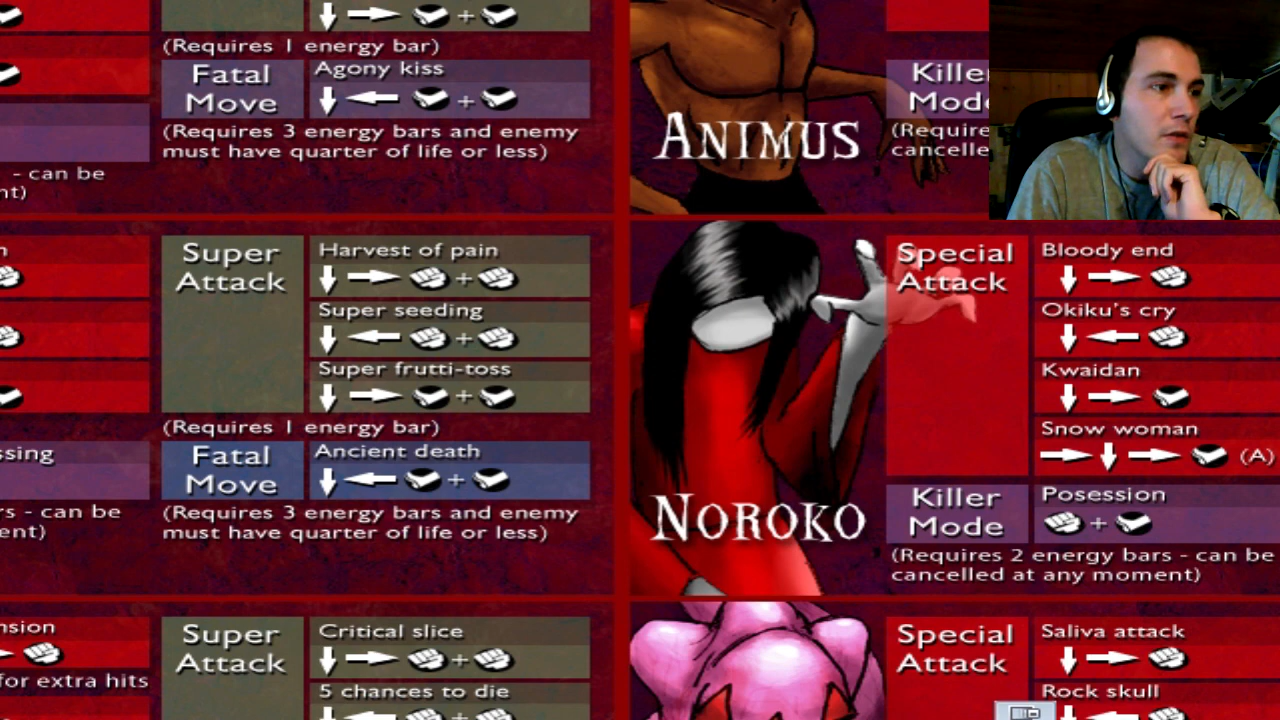 (Requires 1 energy bar)
Fatal
Move
Agony kiss
+
(Requires 3 energy bars and enemy
must have quarter of life or less)
- can be
ANIMUS
Killer
(Require
cancelle
Super
Attack
Harvest of pain
+
Super seeding
+
Super frutti-toss
+
(Requires 1 energy bar)
Fatal
Move
Ancient death
+
(Requires 3 energy bars and enemy
must have quarter of life or less)
- can be
NOROKO
Special
Attack
Bloody end
Okiku's cry
Kwaidan
Snow woman
(A)
Killer
Mode
Posession
+
(Requires 2 energy bars - can be
cancelled at any moment)
for extra hits
Super
Attack
Critical slice
+
5 chances to die
Special
Attack
Saliva attack
Rock skull